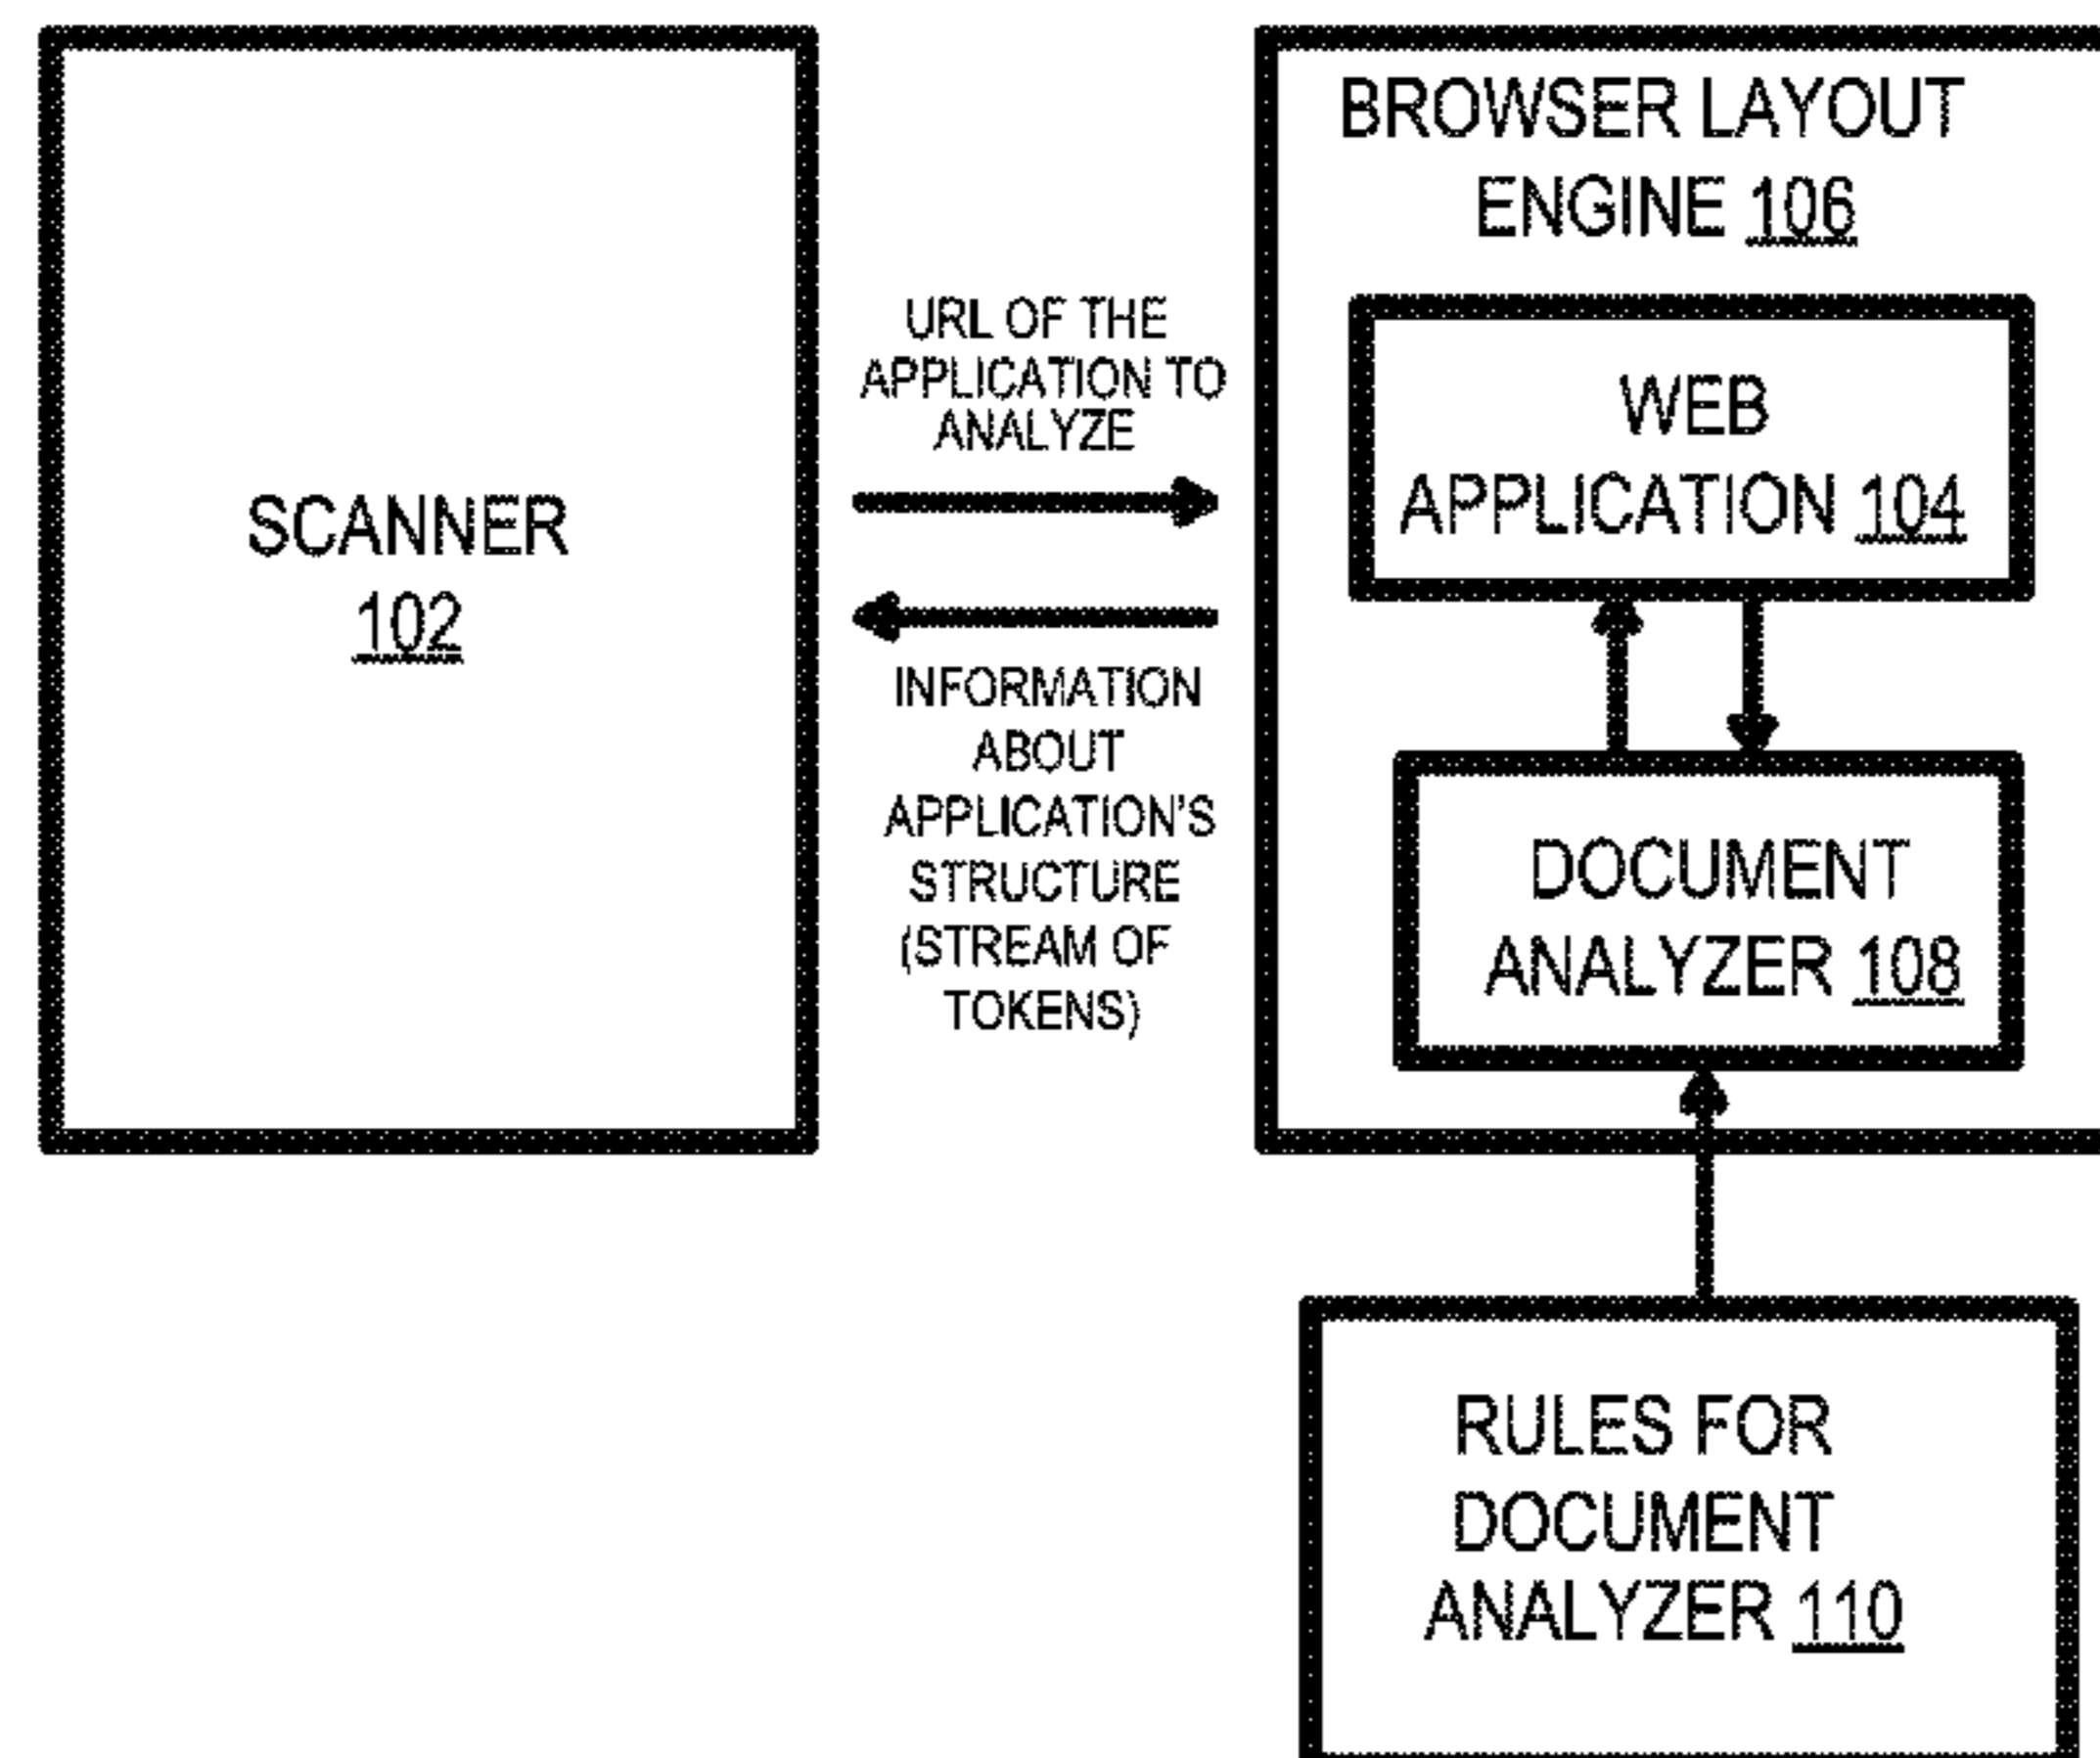 SCANNER
102
URL OF THE
APPLICATION TO
ANALYZE
INFORMATION
ABOUT
APPLICATION'S
STRUCTURE
(STREAM OF
TOKENS)
BROWSER LAYOUT
ENGINE 106
WEB
APPLICATION 104
DOCUMENT
ANALYZER 108
RULES FOR
DOCUMENT
ANALYZER 110